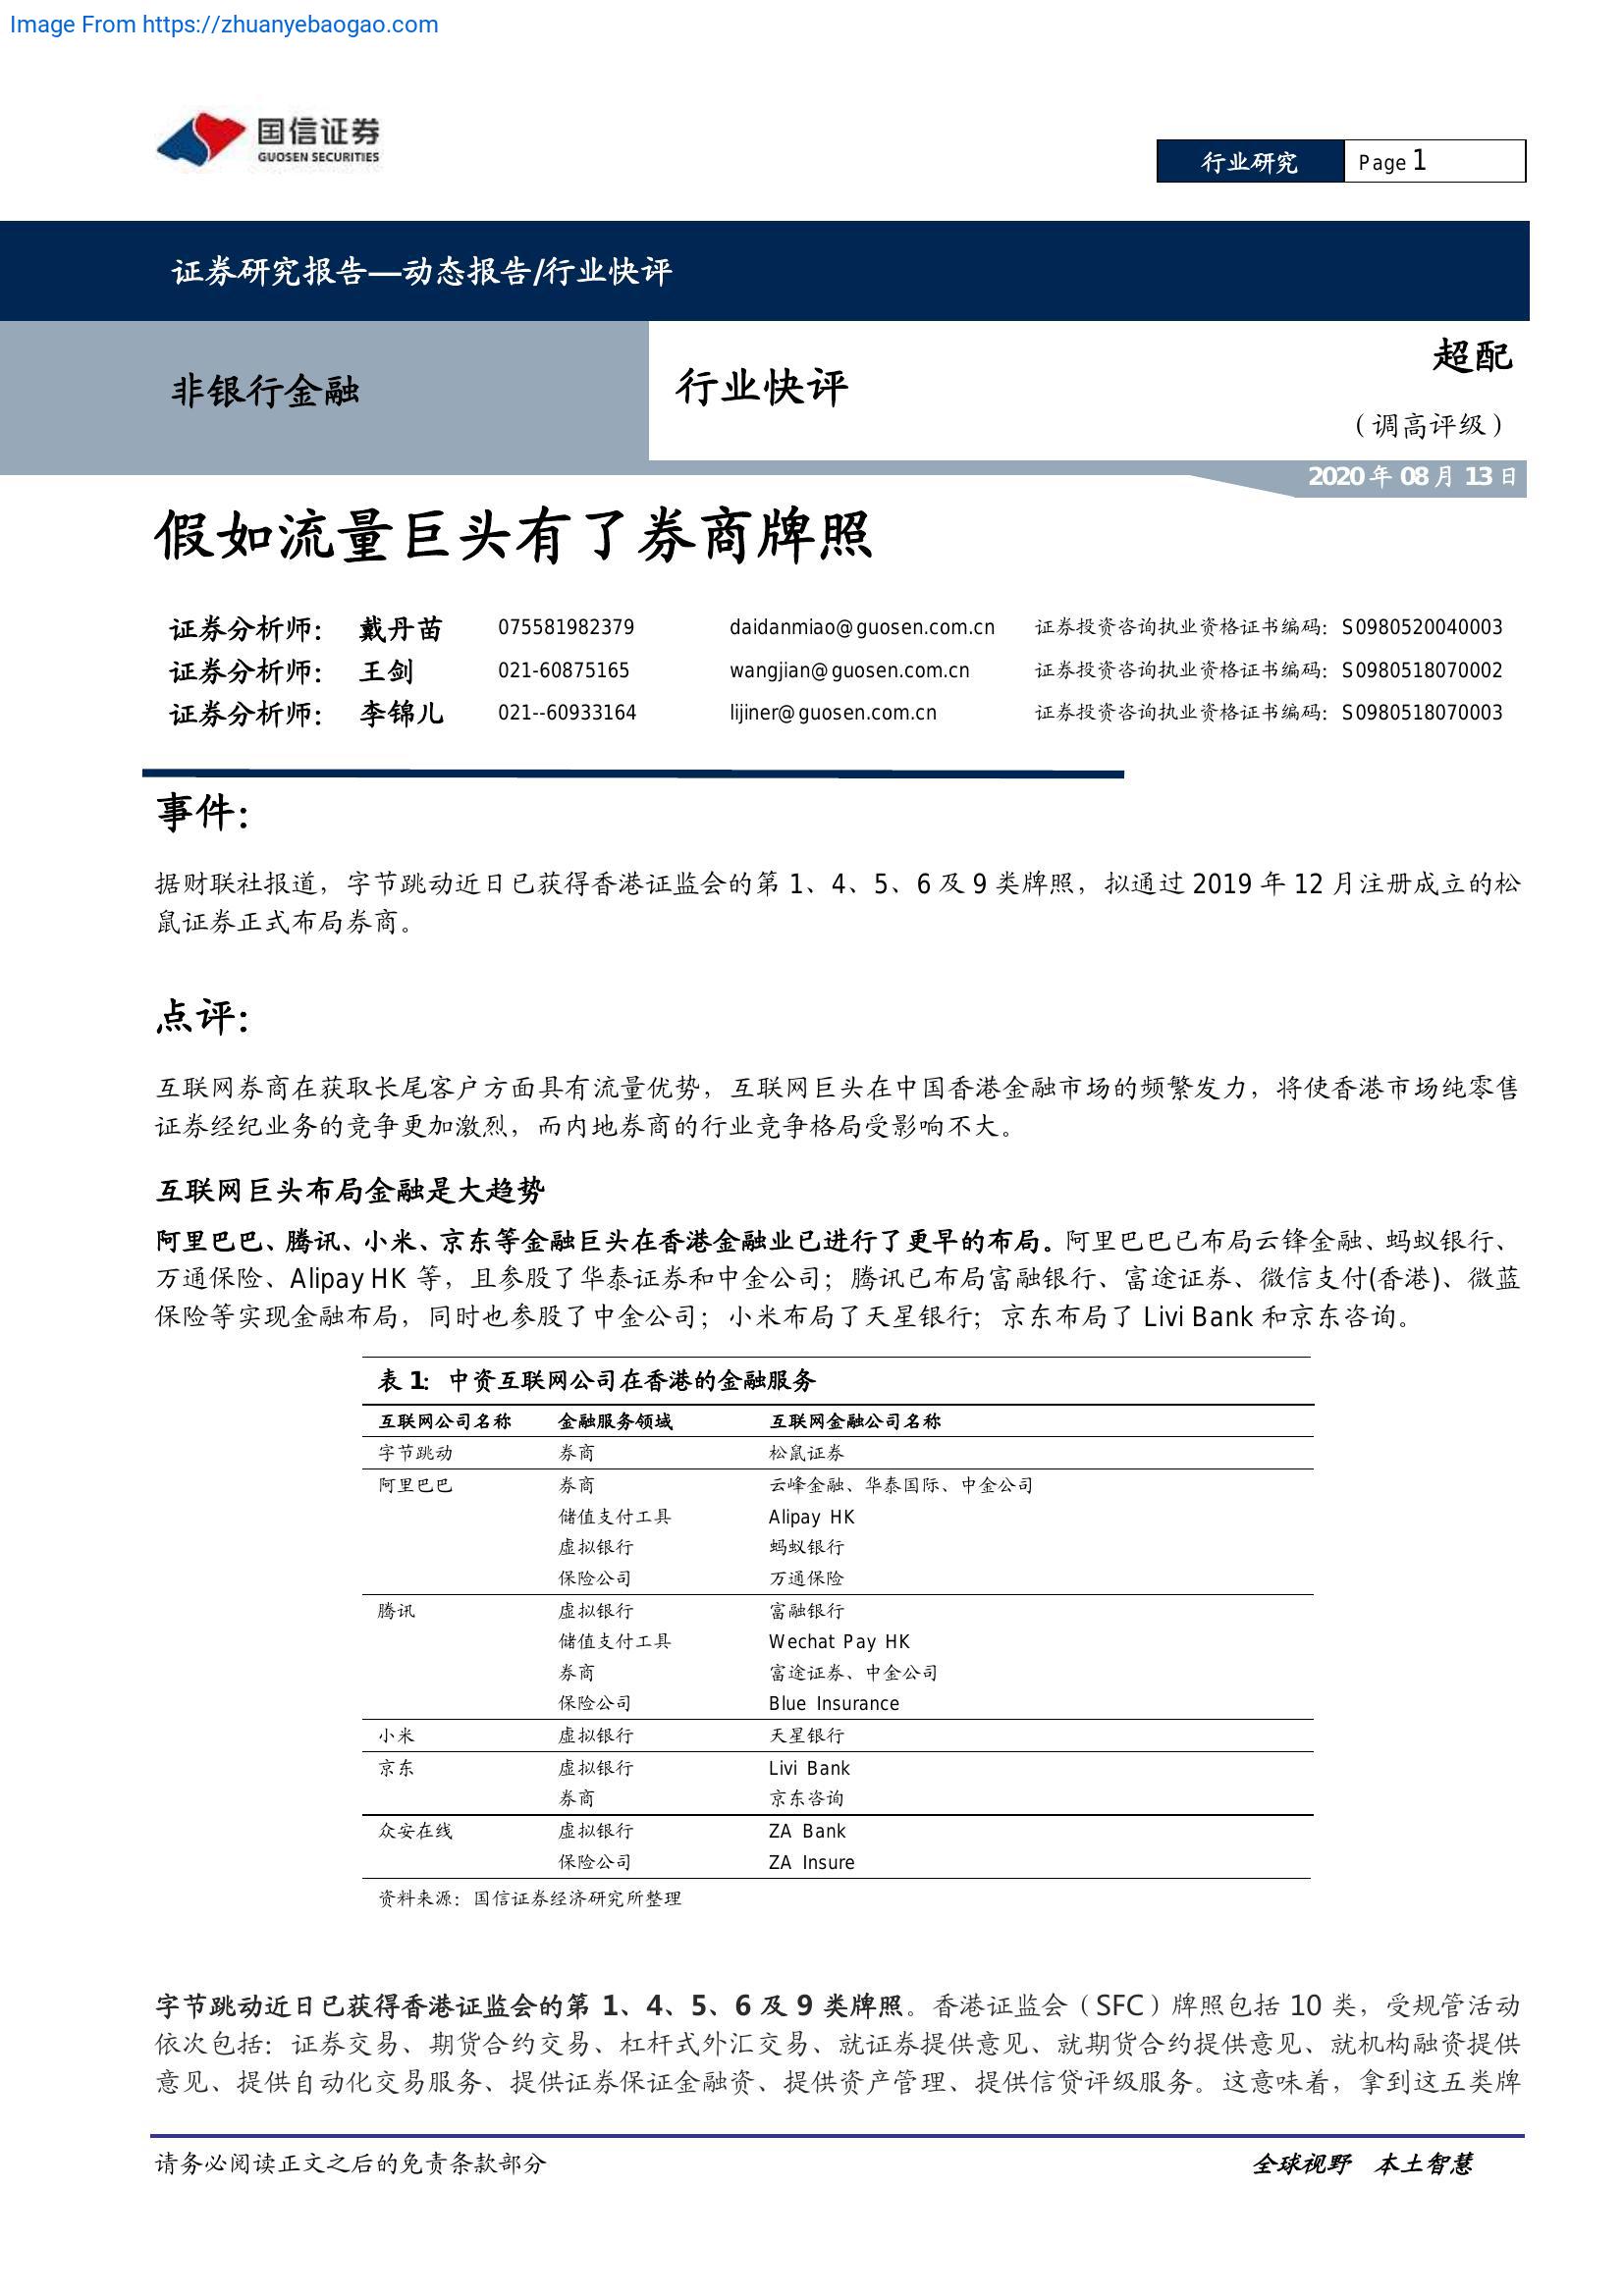 Image From https://zhuanyebaogao.com
国信证券
GUOSEN SECURITIES
行业研究 Page 1
证券研究报告—动态报告/行业快评
非银行金融 行业快评 超配
（调高评级）
2020 年 08 月 13 日
假如流量巨头有了券商牌照
证券分析师： 戴丹苗 075581982379 daidanmiao@guosen.com.cn 证券投资咨询执业资格证书编码：S0980520040003
证券分析师： 王剑 021-60875165 wangjian@guosen.com.cn 证券投资咨询执业资格证书编码：S0980518070002
证券分析师： 李锦儿 021--60933164 lijiner@guosen.com.cn 证券投资咨询执业资格证书编码：S0980518070003
事件：
据财联社报道，字节跳动近日已获得香港证监会的第 1、4、5、6 及 9 类牌照，拟通过 2019 年 12 月注册成立的松
鼠证券正式布局券商。
点评：
互联网券商在获取长尾客户方面具有流量优势，互联网巨头在中国香港金融市场的频繁发力，将使香港市场纯零售
证券经纪业务的竞争更加激烈，而内地券商的行业竞争格局受影响不大。
互联网巨头布局金融是大趋势
阿里巴巴、腾讯、小米、京东等金融巨头在香港金融业已进行了更早的布局。阿里巴巴已布局云锋金融、蚂蚁银行、
万通保险、Alipay HK 等，且参股了华泰证券和中金公司；腾讯已布局富融银行、富途证券、微信支付(香港)、微蓝
保险等实现金融布局，同时也参股了中金公司；小米布局了天星银行；京东布局了 Livi Bank 和京东咨询。
表 1：中资互联网公司在香港的金融服务
互联网公司名称 金融服务领域 互联网金融公司名称
字节跳动 券商 松鼠证券
阿里巴巴 券商 云峰金融、华泰国际、中金公司
储值支付工具 Alipay HK
虚拟银行 蚂蚁银行
保险公司 万通保险
腾讯 虚拟银行 富融银行
储值支付工具 Wechat Pay HK
券商 富途证券、中金公司
保险公司 Blue Insurance
小米 虚拟银行 天星银行
京东 虚拟银行 Livi Bank
券商 京东咨询
众安在线 虚拟银行 ZA Bank
保险公司 ZA Insure
资料来源：国信证券经济研究所整理
字节跳动近日已获得香港证监会的第 1、4、5、6 及 9 类牌照。香港证监会（SFC）牌照包括 10 类，受规管活动
依次包括：证券交易、期货合约交易、杠杆式外汇交易、就证券提供意见、就期货合约提供意见、就机构融资提供
意见、提供自动化交易服务、提供证券保证金融资、提供资产管理、提供信贷评级服务。这意味着，拿到这五类牌
请务必阅读正文之后的免责条款部分 全球视野 本土智慧